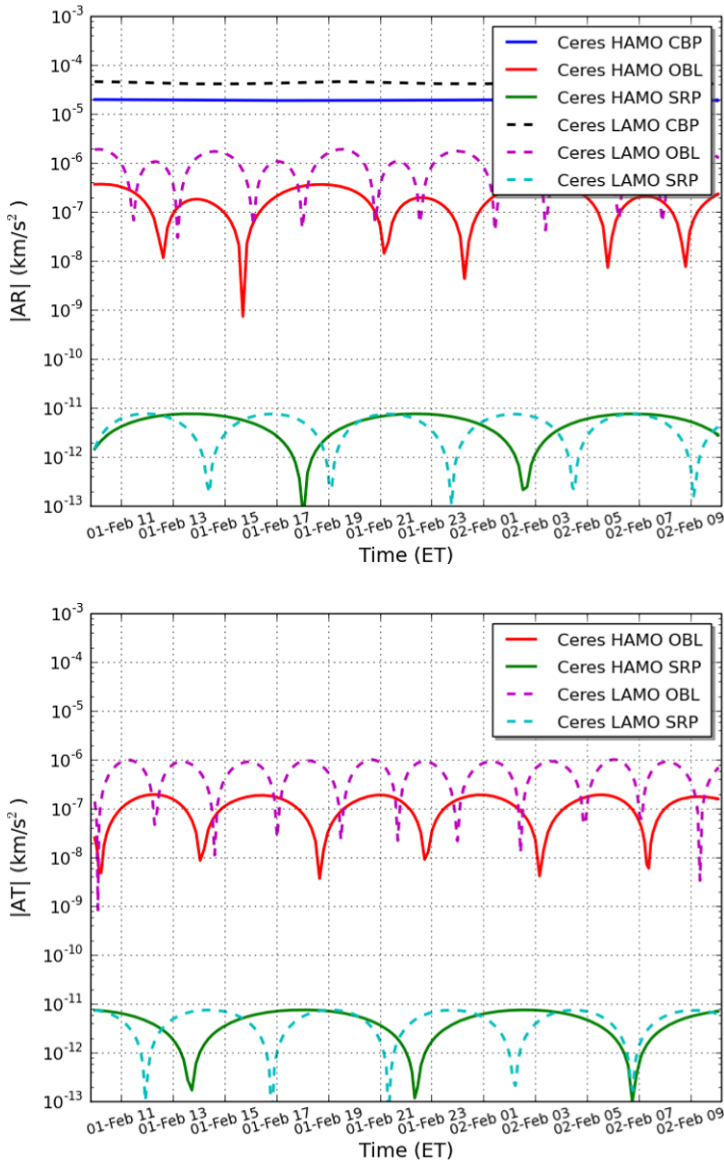 10⁻³
10⁻⁴
10⁻⁵
10⁻⁶
10⁻⁷
10⁻⁸
10⁻⁹
10⁻¹⁰
10⁻¹¹
10⁻¹²
10⁻¹³
|AR| (km/s² )
Ceres HAMO CBP
Ceres HAMO OBL
Ceres HAMO SRP
Ceres LAMO CBP
Ceres LAMO OBL
Ceres LAMO SRP
01-Feb 11 01-Feb 13 01-Feb 15 01-Feb 17 01-Feb 19 01-Feb 21 01-Feb 23 02-Feb 01 02-Feb 03 02-Feb 05 02-Feb 07 02-Feb 09
Time (ET)
10⁻³
10⁻⁴
10⁻⁵
10⁻⁶
10⁻⁷
10⁻⁸
10⁻⁹
10⁻¹⁰
10⁻¹¹
10⁻¹²
10⁻¹³
|AT| (km/s² )
Ceres HAMO OBL
Ceres HAMO SRP
Ceres LAMO OBL
Ceres LAMO SRP
01-Feb 11 01-Feb 13 01-Feb 15 01-Feb 17 01-Feb 19 01-Feb 21 01-Feb 23 02-Feb 01 02-Feb 03 02-Feb 05 02-Feb 07 02-Feb 09
Time (ET)